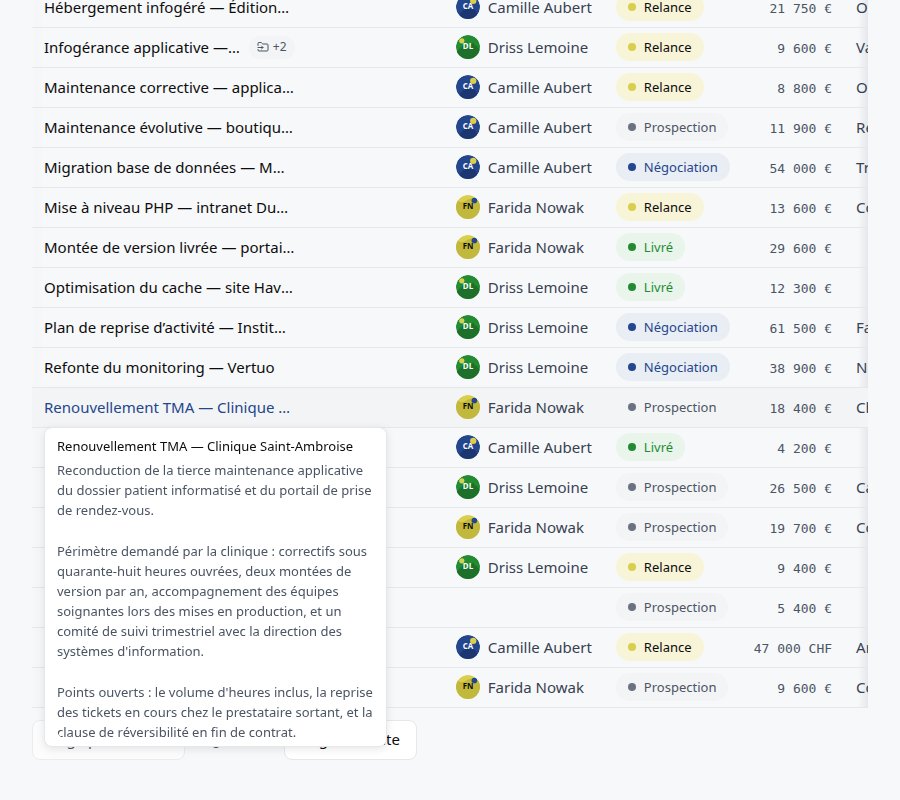 Hébergement infogéré — Édition... CA Camille Aubert Relance 21 750 € O
Infogérance applicative —... +2 DL Driss Lemoine Relance 9 600 € Va
Maintenance corrective — applica... CA Camille Aubert Relance 8 800 € O
Maintenance évolutive — boutiqu... CA Camille Aubert Prospection 11 900 € Re
Migration base de données — M... CA Camille Aubert Négociation 54 000 € Tr
Mise à niveau PHP — intranet Du... FN Farida Nowak Relance 13 600 € Co
Montée de version livrée — portai... FN Farida Nowak Livré 29 600 €
Optimisation du cache — site Hav... DL Driss Lemoine Livré 12 300 €
Plan de reprise d’activité — Instit... DL Driss Lemoine Négociation 61 500 € Fa
Refonte du monitoring — Vertuo DL Driss Lemoine Négociation 38 900 € N
Renouvellement TMA — Clinique ... FN Farida Nowak Prospection 18 400 € Cl
CA Camille Aubert Livré 4 200 €
DL Driss Lemoine Prospection 26 500 € Ca
FN Farida Nowak Prospection 19 700 € Co
DL Driss Lemoine Relance 9 400 €
Prospection 5 400 €
CA Camille Aubert Relance 47 000 CHF Ar
FN Farida Nowak Prospection 9 600 € Co
Renouvellement TMA — Clinique Saint-Ambroise
Reconduction de la tierce maintenance applicative
du dossier patient informatisé et du portail de prise
de rendez-vous.
Périmètre demandé par la clinique : correctifs sous
quarante-huit heures ouvrées, deux montées de
version par an, accompagnement des équipes
soignantes lors des mises en production, et un
comité de suivi trimestriel avec la direction des
systèmes d'information.
Points ouverts : le volume d'heures inclus, la reprise
des tickets en cours chez le prestataire sortant, et la
clause de réversibilité en fin de contrat.
te